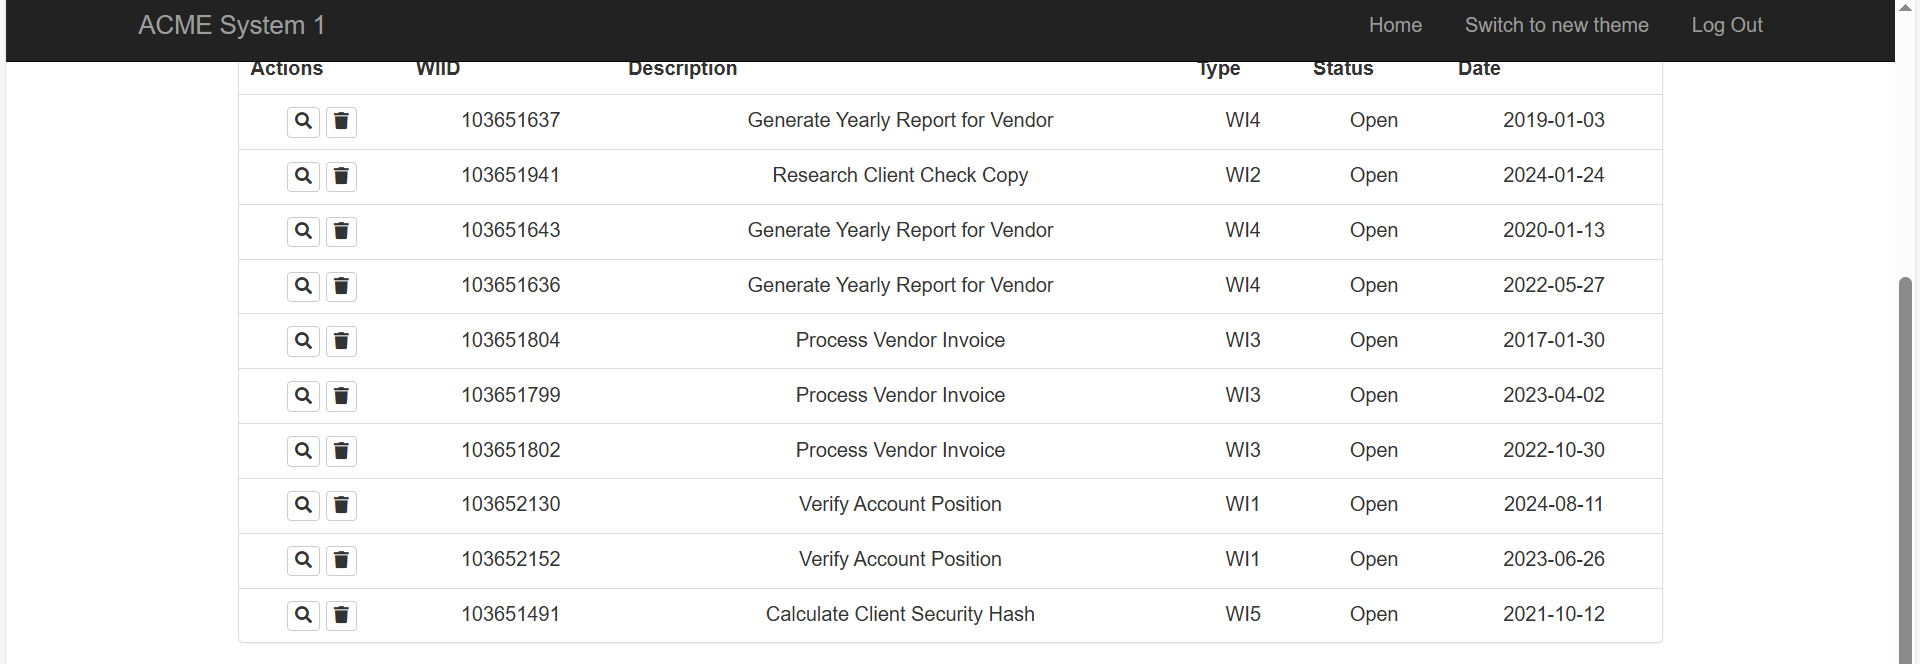 ACME System 1 Home Switch to new theme Log Out
Actions WIID Description Type Status Date
103651637 Generate Yearly Report for Vendor WI4 Open 2019-01-03
103651941 Research Client Check Copy WI2 Open 2024-01-24
103651643 Generate Yearly Report for Vendor WI4 Open 2020-01-13
103651636 Generate Yearly Report for Vendor WI4 Open 2022-05-27
103651804 Process Vendor Invoice WI3 Open 2017-01-30
103651799 Process Vendor Invoice WI3 Open 2023-04-02
103651802 Process Vendor Invoice WI3 Open 2022-10-30
103652130 Verify Account Position WI1 Open 2024-08-11
103652152 Verify Account Position WI1 Open 2023-06-26
103651491 Calculate Client Security Hash WI5 Open 2021-10-12